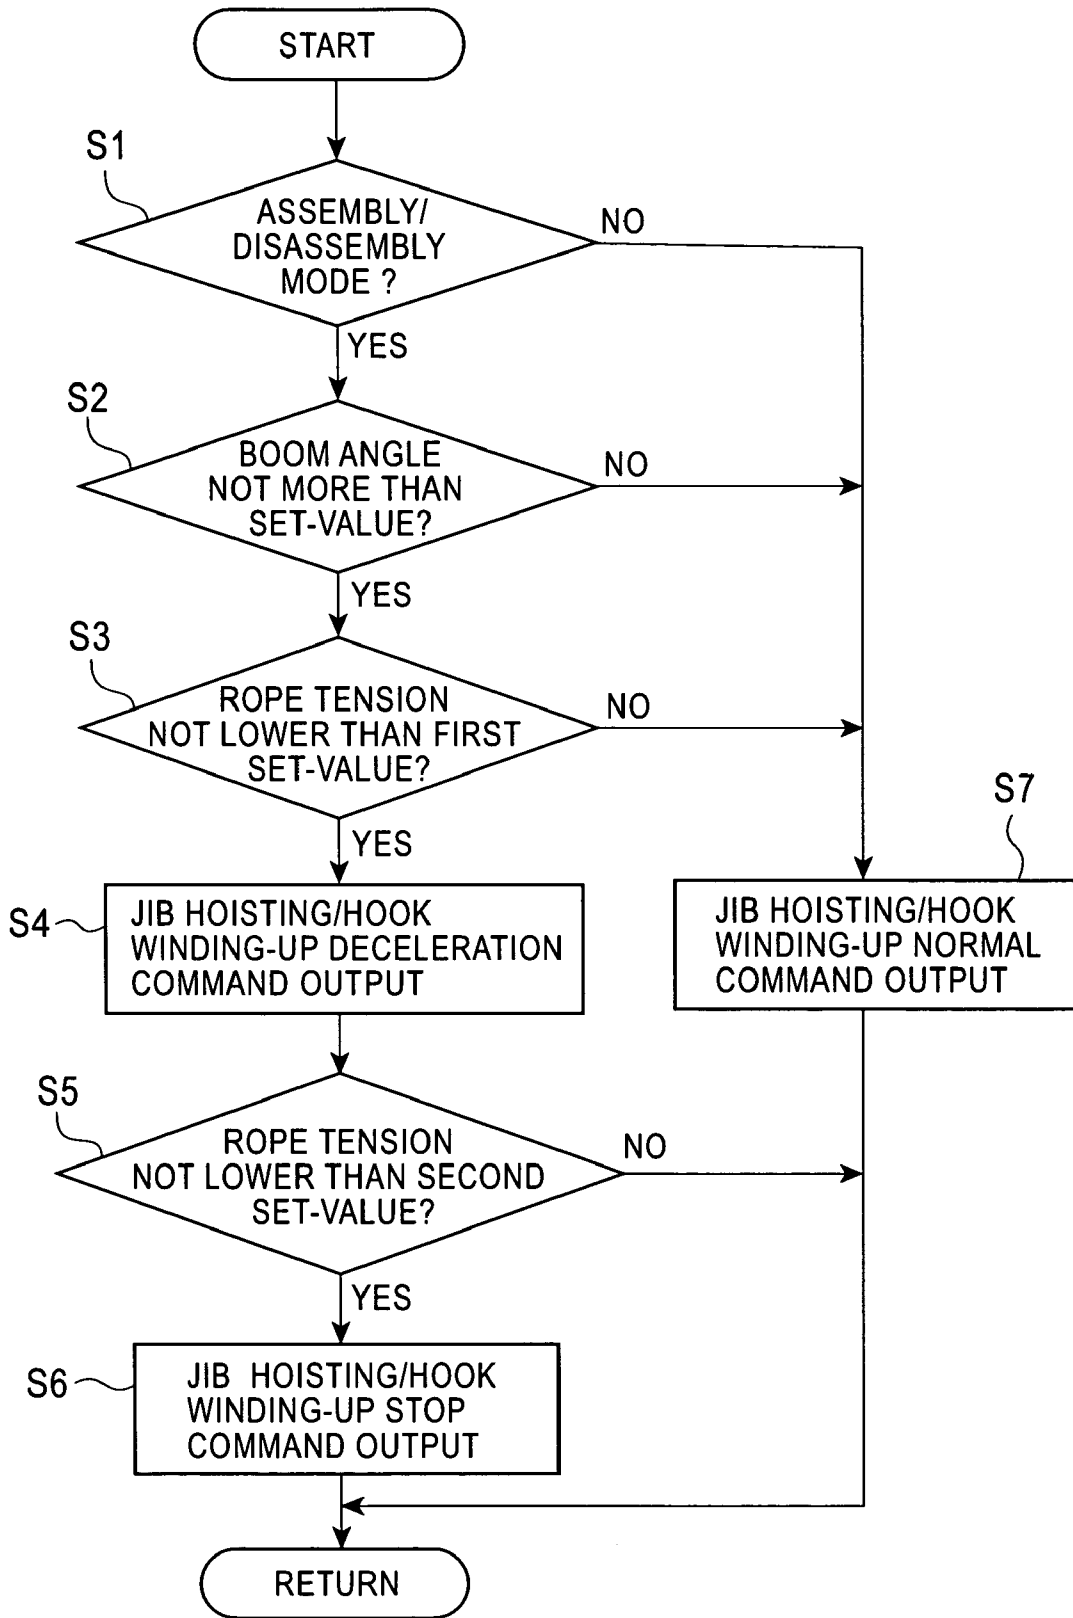 START
S1
ASSEMBLY/
DISASSEMBLY
MODE ?
NO
YES
S2
BOOM ANGLE
NOT MORE THAN
SET-VALUE?
NO
YES
S3
ROPE TENSION
NOT LOWER THAN FIRST
SET-VALUE?
NO
YES
S4
JIB HOISTING/HOOK
WINDING-UP DECELERATION
COMMAND OUTPUT
S7
JIB HOISTING/HOOK
WINDING-UP NORMAL
COMMAND OUTPUT
S5
ROPE TENSION
NOT LOWER THAN SECOND
SET-VALUE?
NO
YES
S6
JIB HOISTING/HOOK
WINDING-UP STOP
COMMAND OUTPUT
RETURN